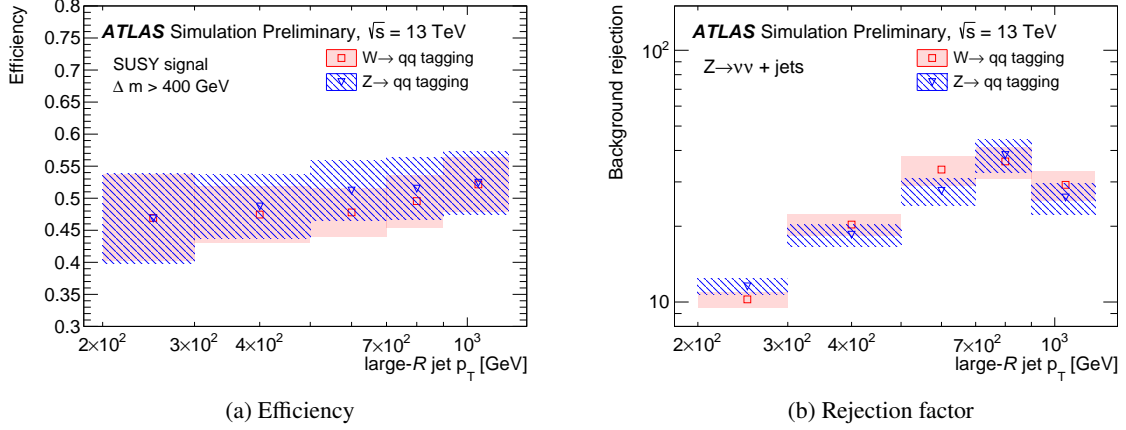 ATLAS Simulation Preliminary, √s = 13 TeV
SUSY signal
Δ m > 400 GeV
W→ qq tagging
Z→ qq tagging
Efficiency
0.8
0.75
0.7
0.65
0.6
0.55
0.5
0.45
0.4
0.35
0.3
2×10² 3×10² 4×10² 7×10² 10³
large-R jet p_T [GeV]
(a) Efficiency
ATLAS Simulation Preliminary, √s = 13 TeV
Z→νν + jets
W→ qq tagging
Z→ qq tagging
Background rejection
10²
10
2×10² 3×10² 4×10² 7×10² 10³
large-R jet p_T [GeV]
(b) Rejection factor